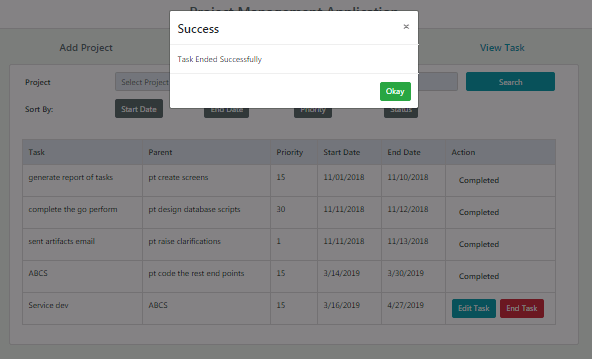 Project Management Application
Success
×
Task Ended Successfully
Okay
Add Project
View Task
Project
Select Project
Search
Sort By:
Start Date
End Date
Priority
Status
Task Parent Priority Start Date End Date Action
generate report of tasks pt create screens 15 11/01/2018 11/10/2018 Completed
complete the go perform pt design database scripts 30 11/11/2018 11/12/2018 Completed
sent artifacts email pt raise clarifications 1 11/11/2018 11/13/2018 Completed
ABCS pt code the rest end points 15 3/14/2019 3/30/2019 Completed
Service dev ABCS 15 3/16/2019 4/27/2019 Edit Task End Task